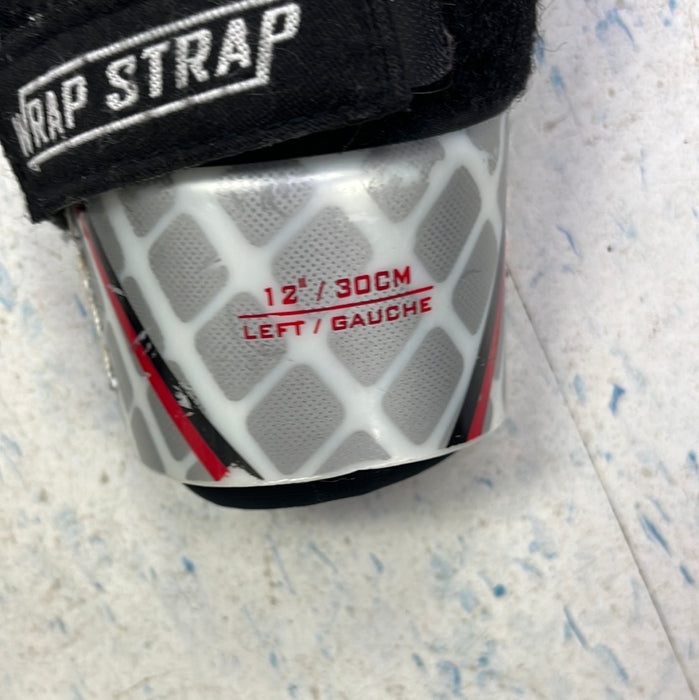 WRAP STRAP
12" / 30CM
LEFT / GAUCHE